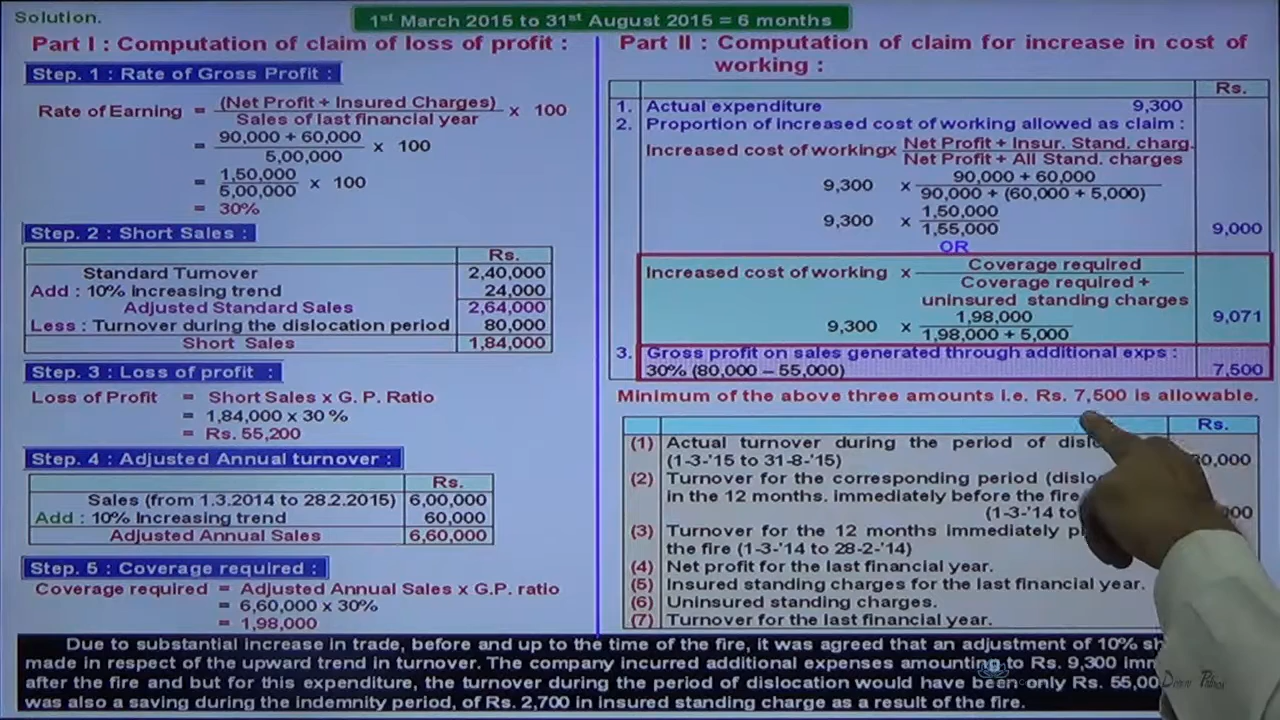 Solution.
1st March 2015 to 31st August 2015 = 6 months
Part I : Computation of claim of loss of profit :
Step. 1 : Rate of Gross Profit :
Rate of Earning = (Net Profit + Insured Charges) / Sales of last financial year x 100
= 90,000 + 60,000 / 5,00,000 x 100
= 1,50,000 / 5,00,000 x 100
= 30%
Step. 2 : Short Sales :
Rs.
Standard Turnover 2,40,000
Add : 10% increasing trend 24,000
Adjusted Standard Sales 2,64,000
Less : Turnover during the dislocation period 80,000
Short Sales 1,84,000
Step. 3 : Loss of profit :
Loss of Profit = Short Sales x G. P. Ratio
= 1,84,000 x 30 %
= Rs. 55,200
Step. 4 : Adjusted Annual turnover :
Rs.
Sales (from 1.3.2014 to 28.2.2015) 6,00,000
Add : 10% Increasing trend 60,000
Adjusted Annual Sales 6,60,000
Step. 5 : Coverage required :
Coverage required = Adjusted Annual Sales x G.P. ratio
= 6,60,000 x 30%
= 1,98,000
Part II : Computation of claim for increase in cost of
working :
Rs.
1. Actual expenditure 9,300
2. Proportion of increased cost of working allowed as claim :
Increased cost of working x Net Profit + Insur. Stand. charg. / Net Profit + All Stand. charges
9,300 x 90,000 + 60,000 / 90,000 + (60,000 + 5,000)
9,300 x 1,50,000 / 1,55,000 9,000
OR
Increased cost of working x Coverage required / Coverage required +
uninsured standing charges
9,300 x 1,98,000 / 1,98,000 + 5,000 9,071
3. Gross profit on sales generated through additional exps :
30% (80,000 – 55,000) 7,500
Minimum of the above three amounts i.e. Rs. 7,500 is allowable.
Rs.
(1) Actual turnover during the period of
(1-3-'15 to 31-8-'15)
(2) Turnover for the corresponding period
in the 12 months. immediately before the fire
(1-3-'14 to
(3) Turnover for the 12 months immediately
the fire (1-3-'14 to 28-2-'14)
(4) Net profit for the last financial year.
(5) Insured standing charges for the last financial year.
(6) Uninsured standing charges.
(7) Turnover for the last financial year.
Due to substantial increase in trade, before and up to the time of the fire, it was agreed that an adjustment of 10%
made in respect of the upward trend in turnover. The company incurred additional expenses amounting to Rs. 9,300
after the fire and but for this expenditure, the turnover during the period of dislocation would have been only Rs. 55,00
was also a saving during the indemnity period, of Rs. 2,700 in insured standing charge as a result of the fire.